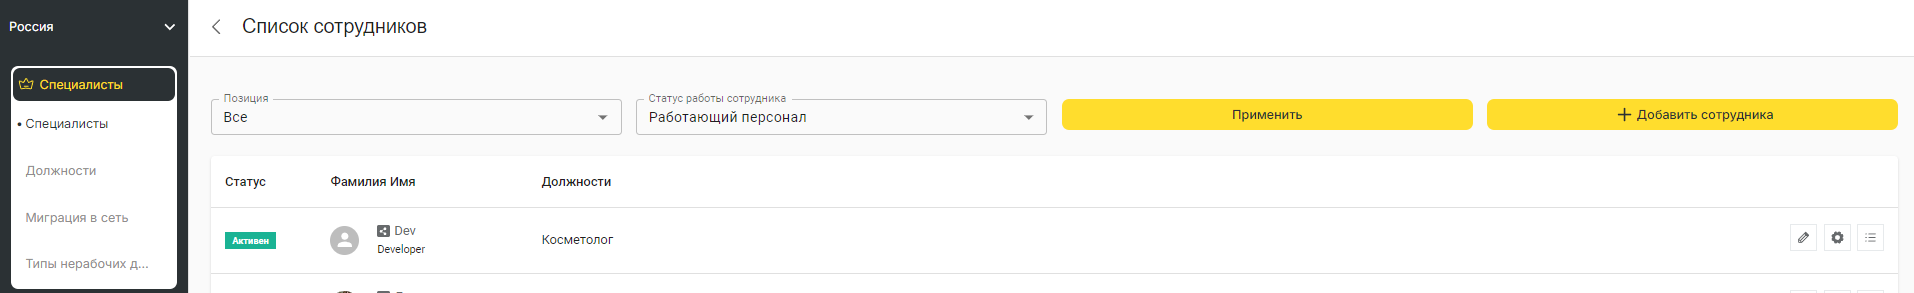 Россия
Список сотрудников
Специалисты
• Специалисты
Должности
Миграция в сеть
Типы нерабочих д...
Позиция
Все
Статус работы сотрудника
Работающий персонал
Применить
Добавить сотрудника
Статус Фамилия Имя Должности
Активен
Dev
Developer
Косметолог